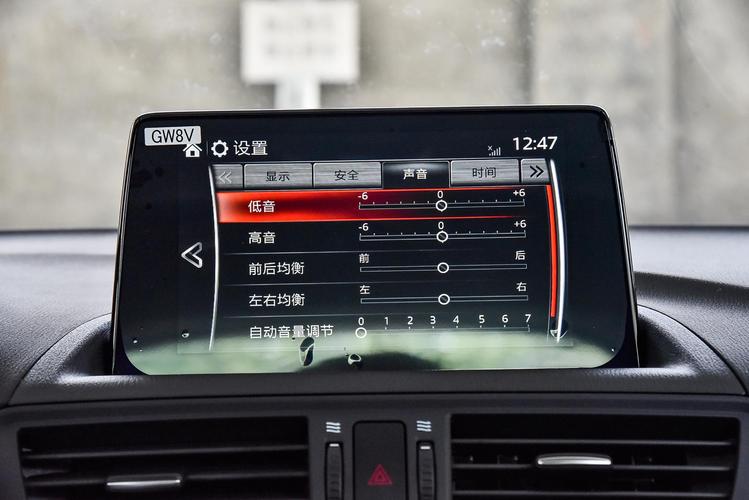 GW8V
设置 12:47
显示 安全 声音 时间
低音 -6 0 +6
高音 -6 0 +6
前后均衡 前 后
左右均衡 左 右
自动音量调节 0 1 2 3 4 5 6 7